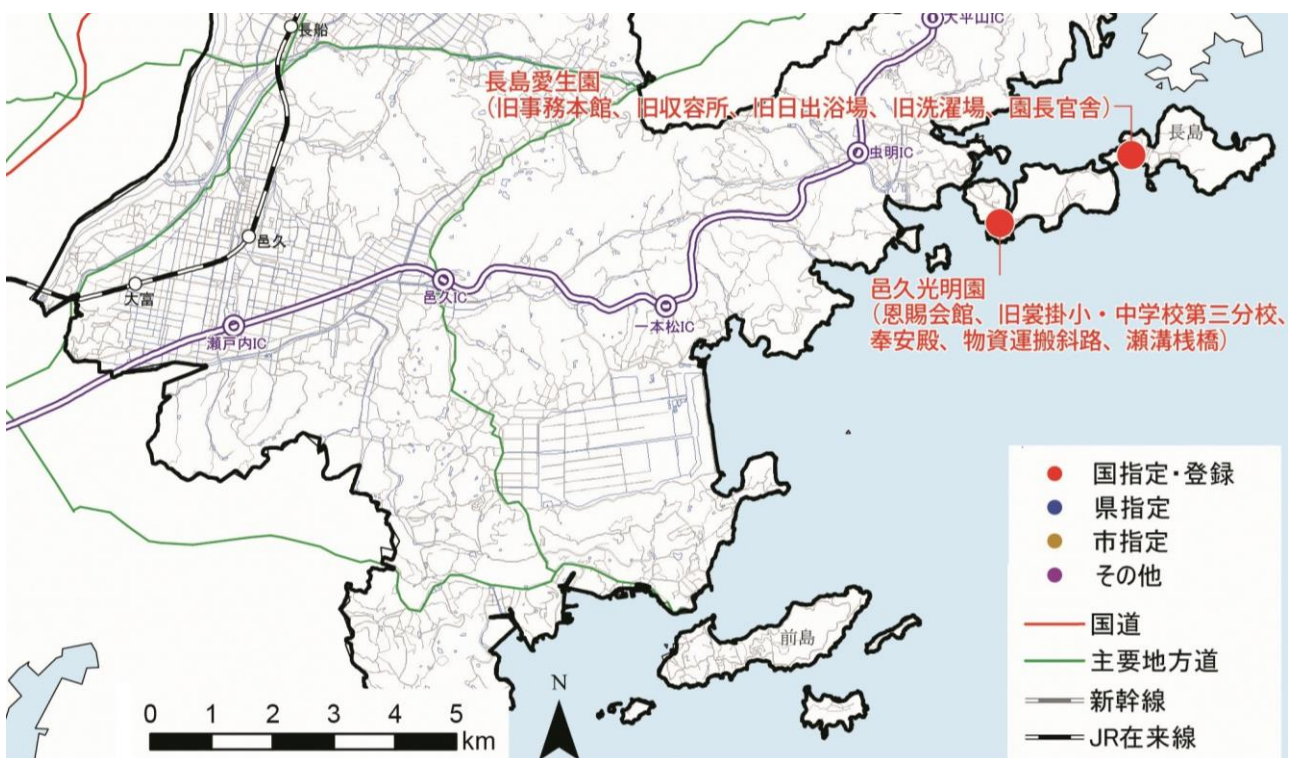 長船
大平山IC
長島愛生園
(旧事務本館、旧収容所、旧日出浴場、旧洗濯場、園長官舎)
長島
虫明IC
邑久
大富
邑久IC
一本松IC
瀬戸内IC
邑久光明園
(恩賜会館、旧裳掛小・中学校第三分校、
奉安殿、物資運搬斜路、瀬溝桟橋)
国指定・登録
県指定
市指定
その他
国道
主要地方道
新幹線
JR在来線
前島
N
0 1 2 3 4 5
km